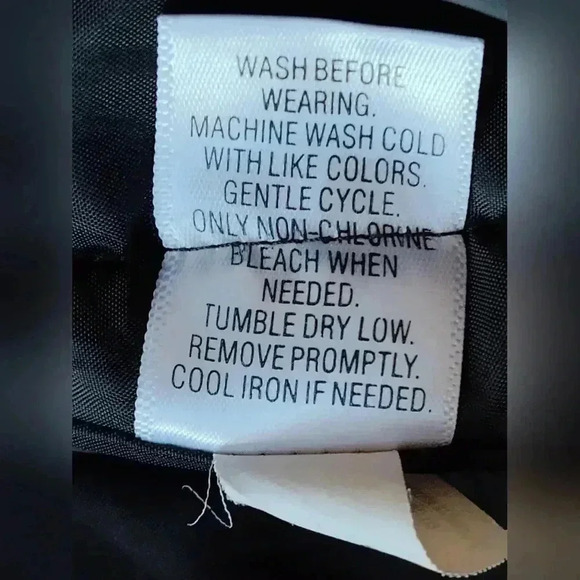 WASH BEFORE
WEARING.
MACHINE WASH COLD
WITH LIKE COLORS.
GENTLE CYCLE.
ONLY NON-CHLORINE
BLEACH WHEN
NEEDED.
TUMBLE DRY LOW.
REMOVE PROMPTLY.
COOL IRON IF NEEDED.